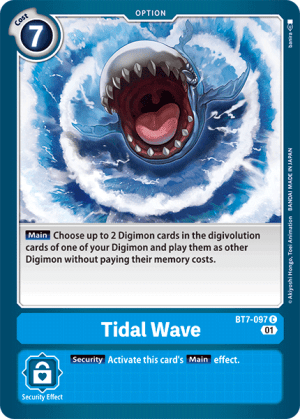 OPTION
Cost
7
Main Choose up to 2 Digimon cards in the digivolution
cards of one of your Digimon and play them as other
Digimon without paying their memory costs.
BT7-097 C
Tidal Wave
01
Security Activate this card's Main effect.
Security Effect
©Akiyoshi Hongo, Toei Animation BANDAI MADE IN JAPAN